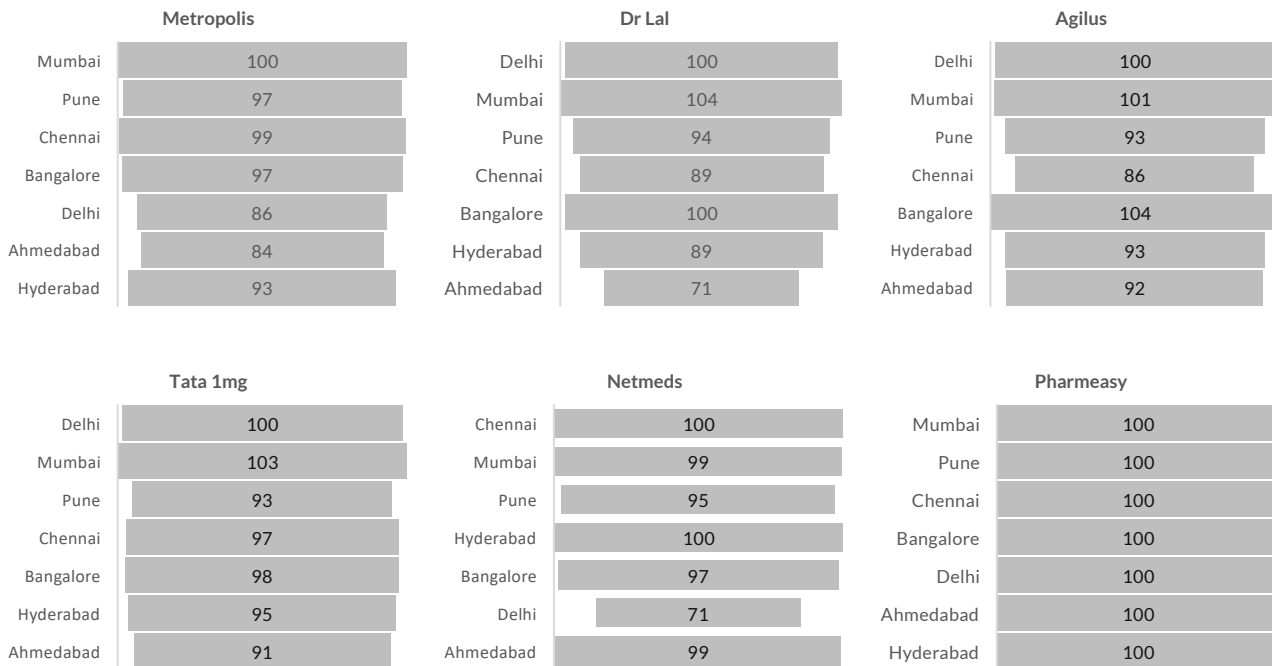 Metropolis
Mumbai 100
Pune 97
Chennai 99
Bangalore 97
Delhi 86
Ahmedabad 84
Hyderabad 93
Dr Lal
Delhi 100
Mumbai 104
Pune 94
Chennai 89
Bangalore 100
Hyderabad 89
Ahmedabad 71
Agilus
Delhi 100
Mumbai 101
Pune 93
Chennai 86
Bangalore 104
Hyderabad 93
Ahmedabad 92
Tata 1mg
Delhi 100
Mumbai 103
Pune 93
Chennai 97
Bangalore 98
Hyderabad 95
Ahmedabad 91
Netmeds
Chennai 100
Mumbai 99
Pune 95
Hyderabad 100
Bangalore 97
Delhi 71
Ahmedabad 99
Pharmeasy
Mumbai 100
Pune 100
Chennai 100
Bangalore 100
Delhi 100
Ahmedabad 100
Hyderabad 100